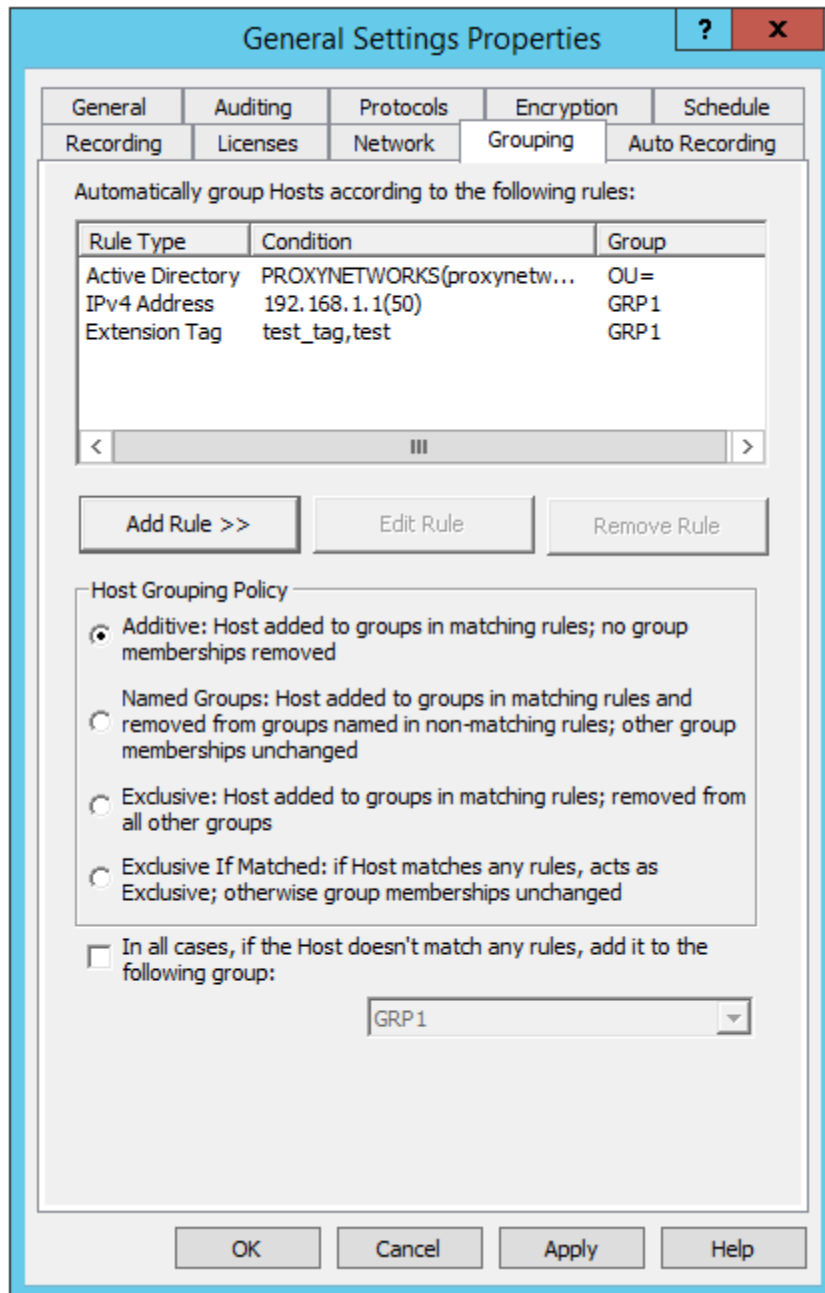 General Settings Properties ? x
General Auditing Protocols Encryption Schedule
Recording Licenses Network Grouping Auto Recording
Automatically group Hosts according to the following rules:
Rule Type Condition Group
Active Directory PROXYNETWORKS(proxynetw... OU=
IPv4 Address 192.168.1.1(50) GRP1
Extension Tag test_tag,test GRP1
Add Rule >> Edit Rule Remove Rule
Host Grouping Policy
Additive: Host added to groups in matching rules; no group
memberships removed
Named Groups: Host added to groups in matching rules and
removed from groups named in non-matching rules; other group
memberships unchanged
Exclusive: Host added to groups in matching rules; removed from
all other groups
Exclusive If Matched: if Host matches any rules, acts as
Exclusive; otherwise group memberships unchanged
In all cases, if the Host doesn't match any rules, add it to the
following group:
GRP1
OK Cancel Apply Help